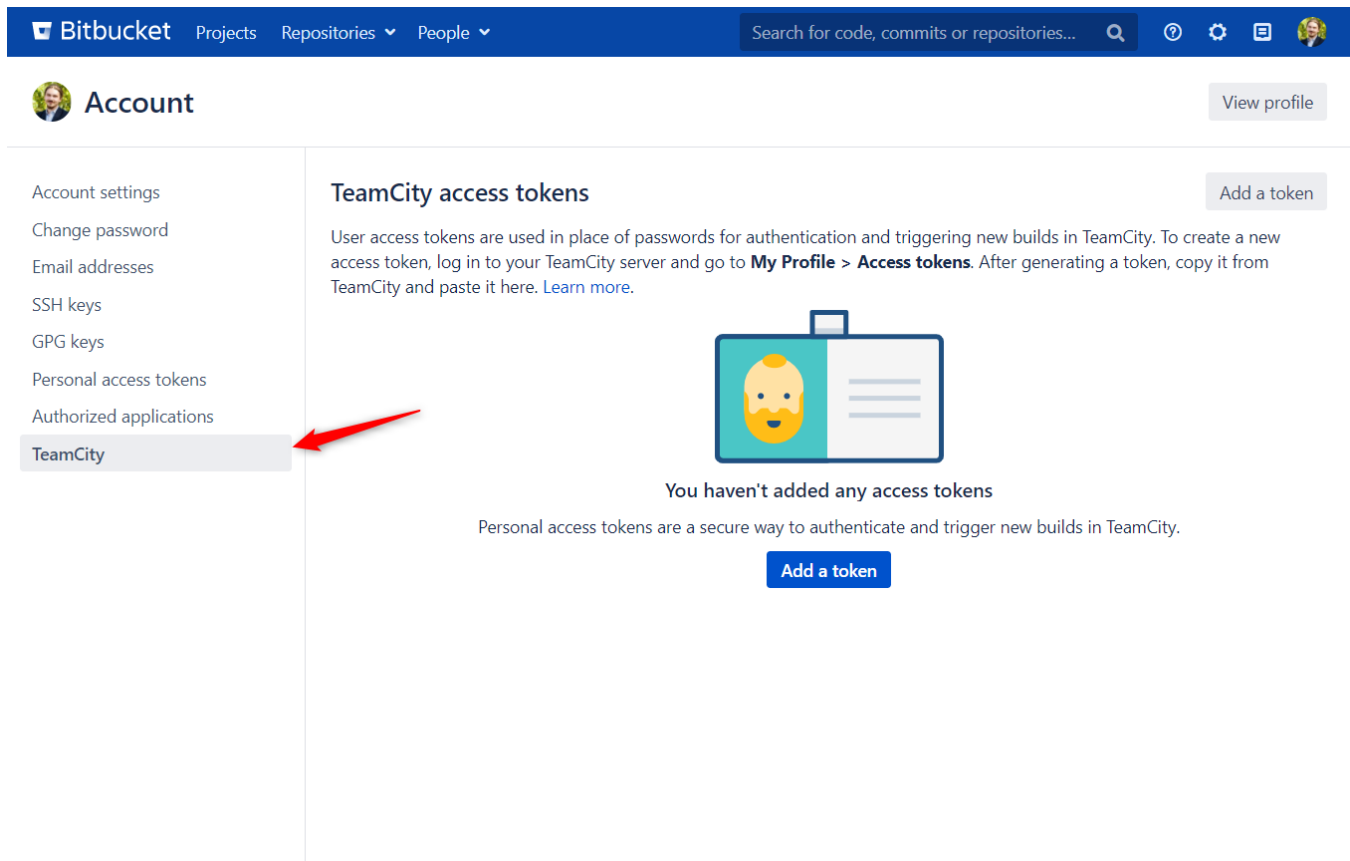 Bitbucket Projects Repositories People Search for code, commits or repositories...
Account
View profile
Account settings
Change password
Email addresses
SSH keys
GPG keys
Personal access tokens
Authorized applications
TeamCity
TeamCity access tokens
Add a token
User access tokens are used in place of passwords for authentication and triggering new builds in TeamCity. To create a new
access token, log in to your TeamCity server and go to My Profile > Access tokens. After generating a token, copy it from
TeamCity and paste it here. Learn more.
You haven't added any access tokens
Personal access tokens are a secure way to authenticate and trigger new builds in TeamCity.
Add a token